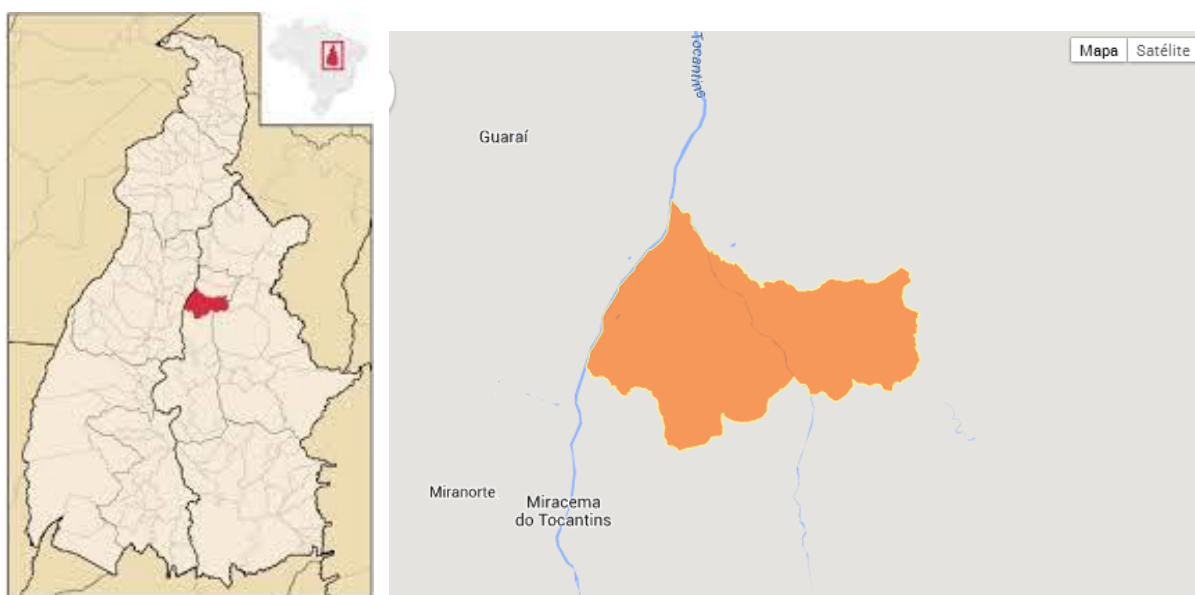 Mapa
Satélite
Tocantins
Guaraí
Miranorte
Miracema
do Tocantins